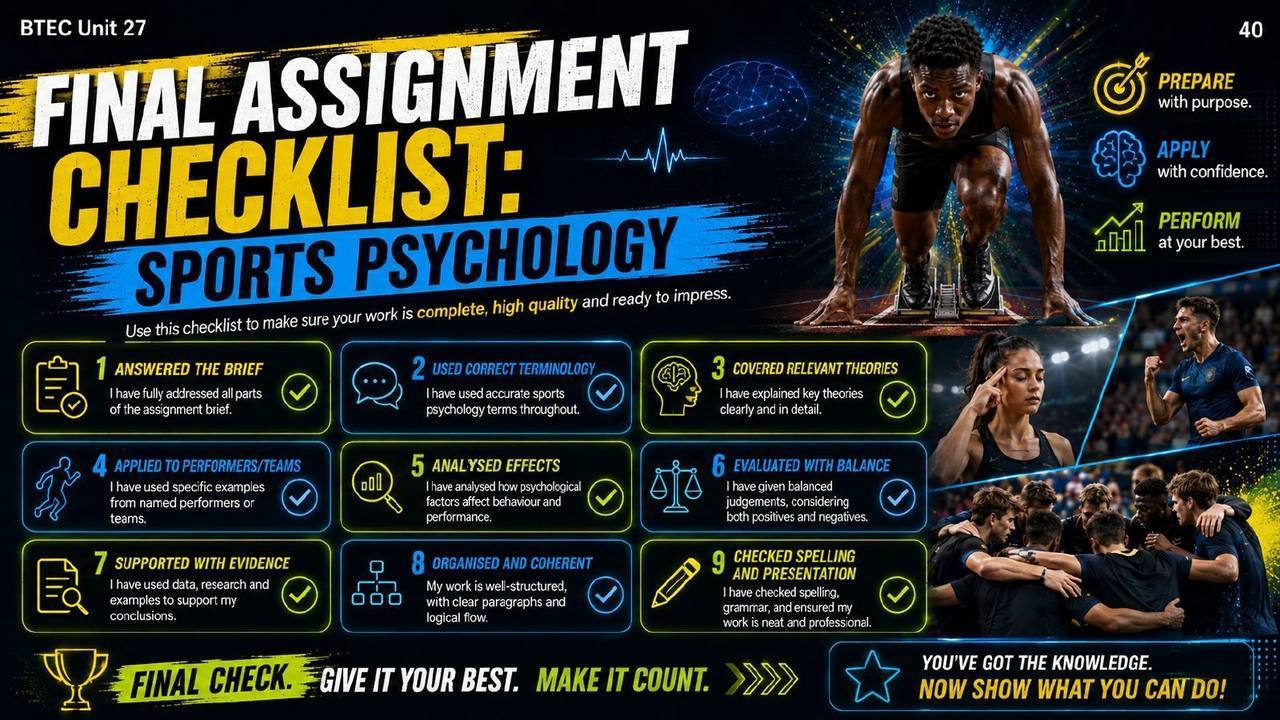 BTEC Unit 27
40
FINAL ASSIGNMENT
CHECKLIST:
SPORTS PSYCHOLOGY
Use this checklist to make sure your work is complete, high quality and ready to impress.
PREPARE
with purpose.
APPLY
with confidence.
PERFORM
at your best.
1 ANSWERED THE BRIEF
I have fully addressed all parts
of the assignment brief.
2 USED CORRECT TERMINOLOGY
I have used accurate sports
psychology terms throughout.
3 COVERED RELEVANT THEORIES
I have explained key theories
clearly and in detail.
4 APPLIED TO PERFORMERS/TEAMS
I have used specific examples
from named performers or
teams.
5 ANALYSED EFFECTS
I have analysed how psychological
factors affect behaviour and
performance.
6 EVALUATED WITH BALANCE
I have given balanced
judgements, considering
both positives and negatives.
7 SUPPORTED WITH EVIDENCE
I have used data, research and
examples to support my
conclusions.
8 ORGANISED AND COHERENT
My work is well-structured,
with clear paragraphs and
logical flow.
9 CHECKED SPELLING
AND PRESENTATION
I have checked spelling,
grammar, and ensured my
work is neat and professional.
FINAL CHECK. GIVE IT YOUR BEST. MAKE IT COUNT.
YOU'VE GOT THE KNOWLEDGE.
NOW SHOW WHAT YOU CAN DO!